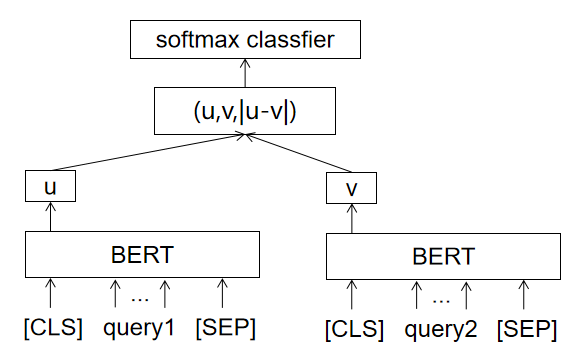 softmax classfier
(u,v,|u-v|)
u
v
BERT
BERT
...
...
[CLS] query1 [SEP]
[CLS] query2 [SEP]